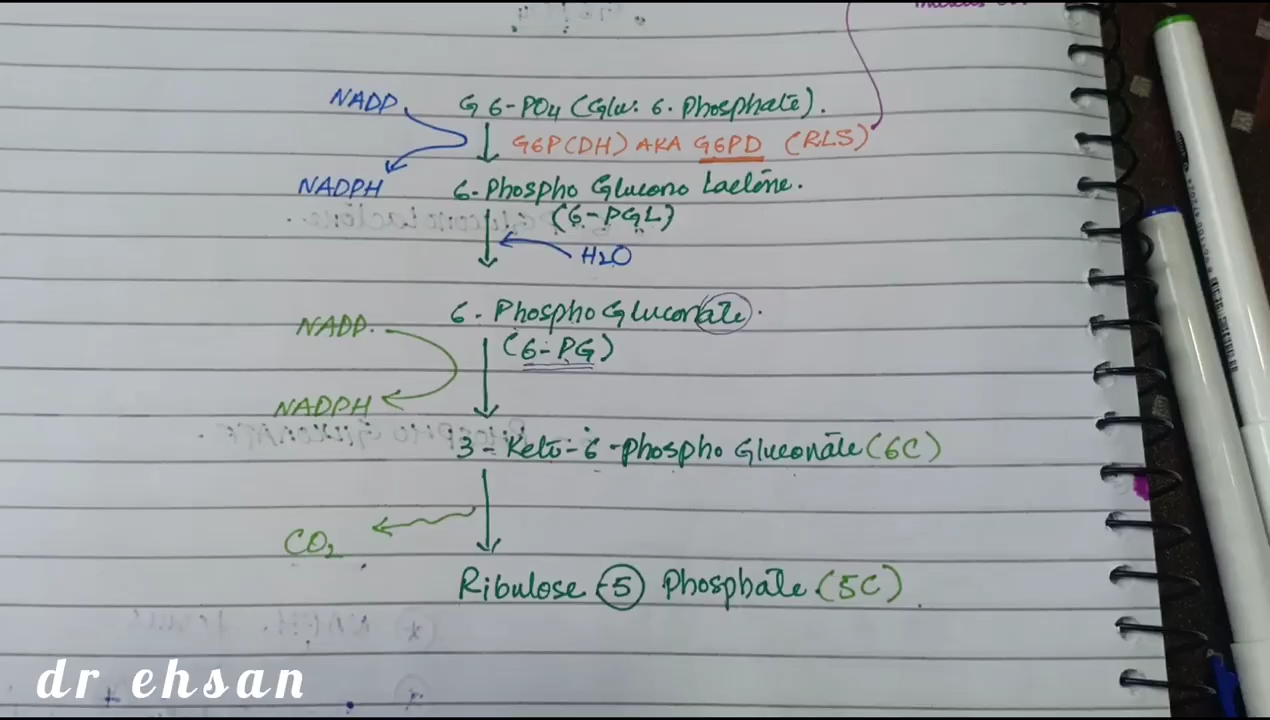 NADP
G 6-PO4 (Glu: 6. Phosphate).
G6P(DH) AKA G6PD (RLS)
NADPH
6-Phospho Glucono Lactone.
(6-PGL)
H2O
6. Phospho Gluconate.
NADP.
(6-PG)
NADPH
3-Keto-6-phospho Gluconate (6C)
CO2
Ribulose-5 Phosphate (5C)
dr ehsan